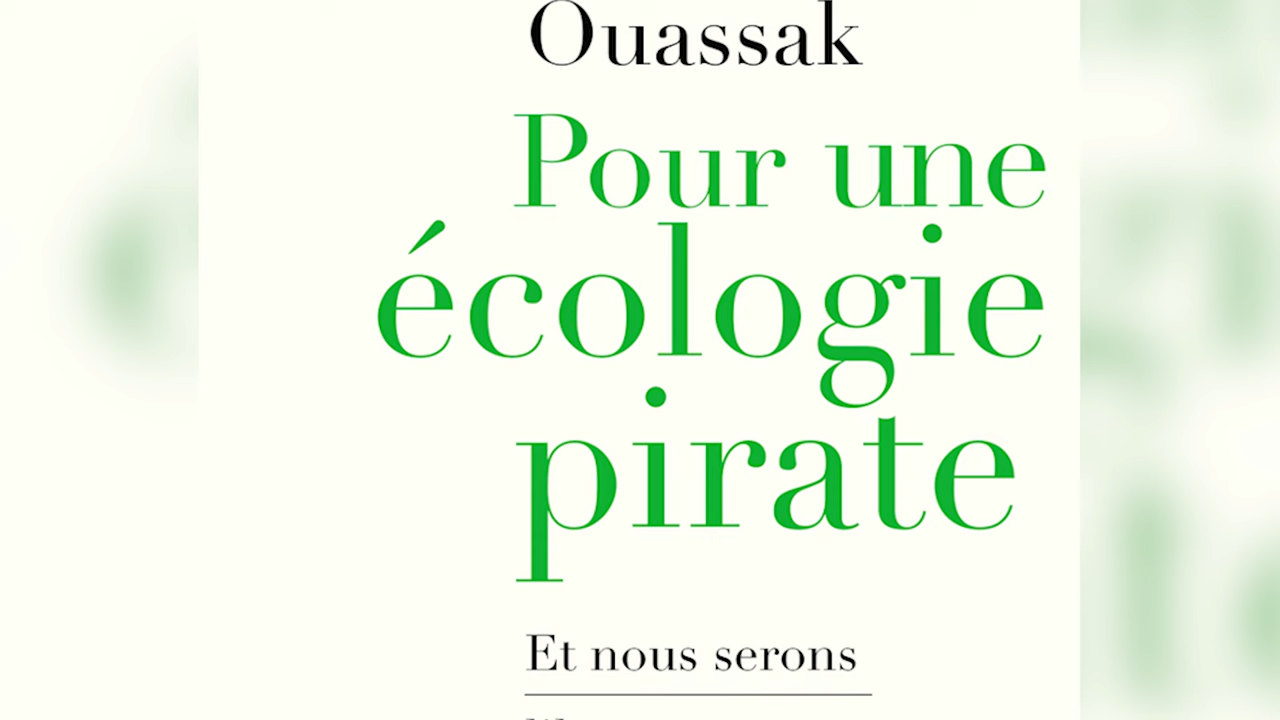 Ouassak
Pour une
écologie
pirate
Et nous serons